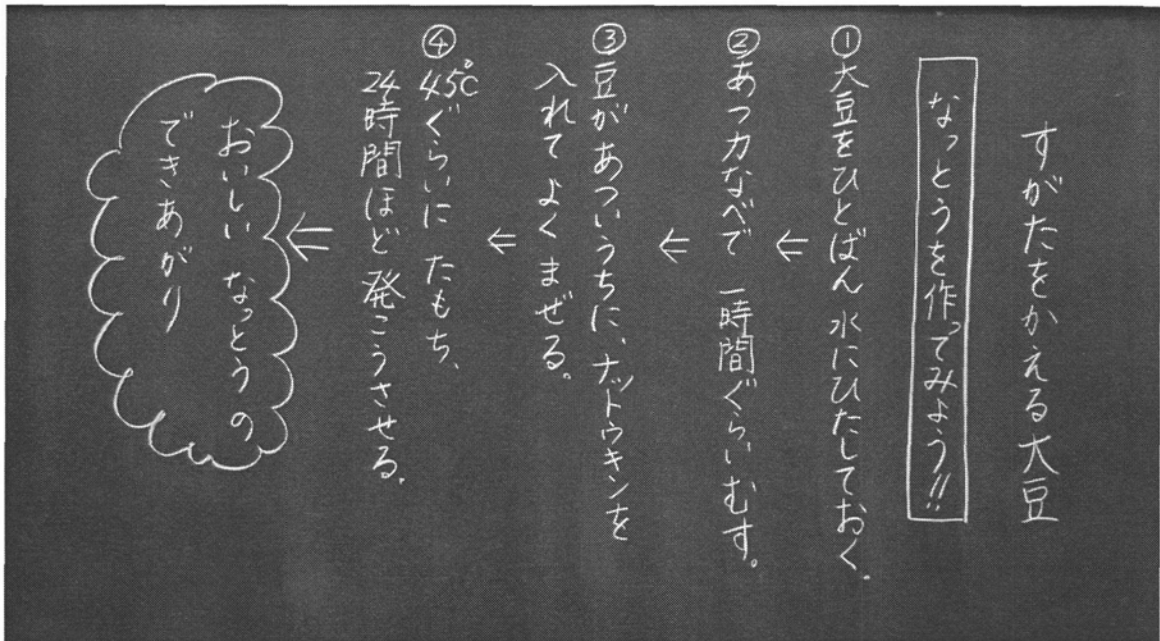 すがたをかえる大豆
なっとうを作ってみよう!!
①大豆をひとばん水にひたしておく。
②あつ力なべで一時間ぐらいむす。
③豆があついうちに、ナットウキンを
入れてよくまぜる。
④45℃ぐらいにたもち、
24時間ほど発こうさせる。
おいしいなっとうの
できあがり